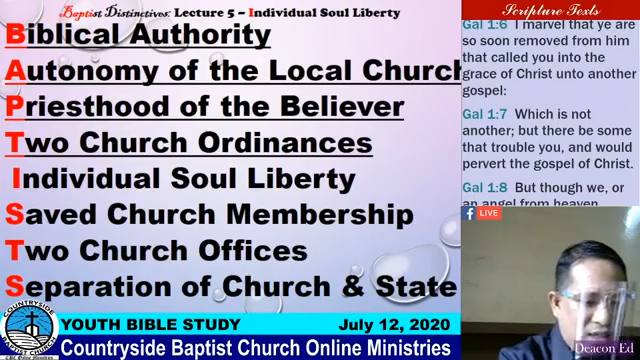 Baptist Distinctives: Lecture 5 – Individual Soul Liberty
Biblical Authority
Autonomy of the Local Church
Priesthood of the Believer
Two Church Ordinances
Individual Soul Liberty
Saved Church Membership
Two Church Offices
Separation of Church & State
Scripture Texts
Gal 1:6 I marvel that ye are
so soon removed from him
that called you into the
grace of Christ unto another
gospel:
Gal 1:7 Which is not
another; but there be some
that trouble you, and would
pervert the gospel of Christ.
Gal 1:8 But though we, or
an angel from heaven,
f LIVE
Deacon Ed
COUNTRYSIDE
BAPTIST CHURCH
YOUTH BIBLE STUDY July 12, 2020
Countryside Baptist Church Online Ministries